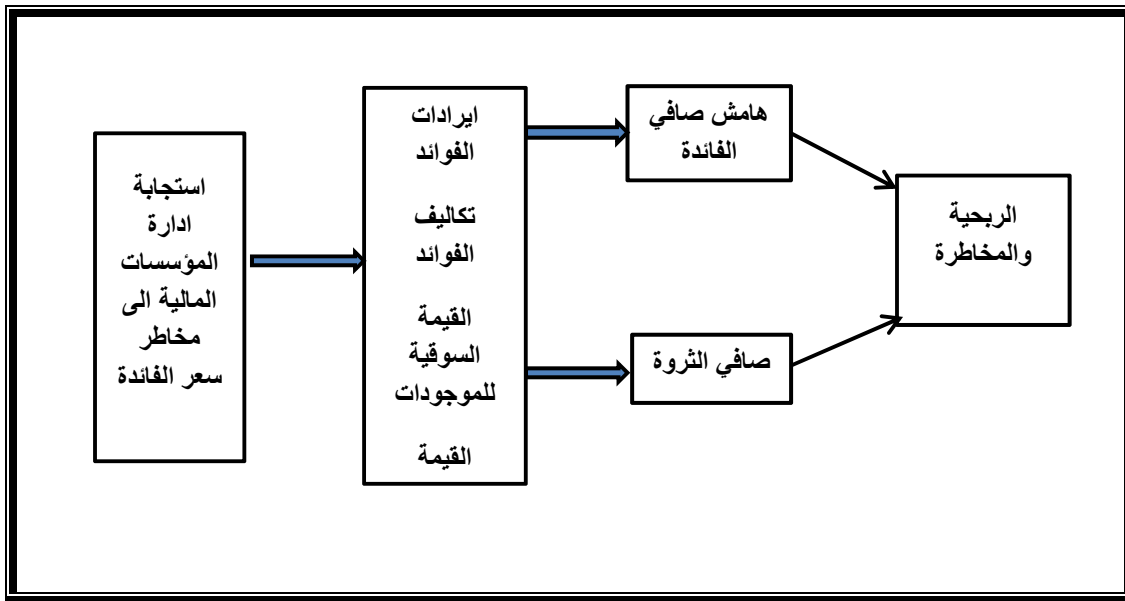 استجابة
ادارة
المؤسسات
المالية الى
مخاطر
سعر الفائدة
ايرادات
الفوائد
تكاليف
الفوائد
القيمة
السوقية
للموجودات
القيمة
هامش صافي
الفائدة
صافي الثروة
الربحية
والمخاطرة